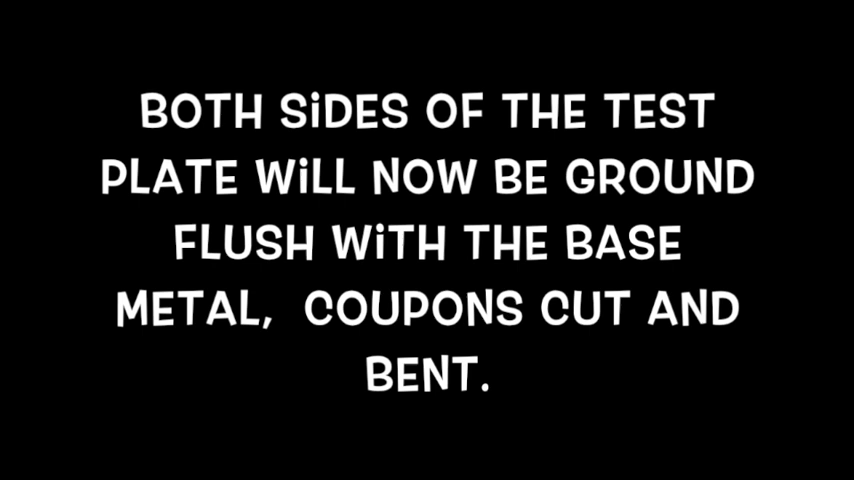 BOTH SiDES OF THE TEST
PLATE WiLL NOW BE GROUND
FLUSH WiTH THE BASE
METAL, COUPONS CUT AND
BENT.